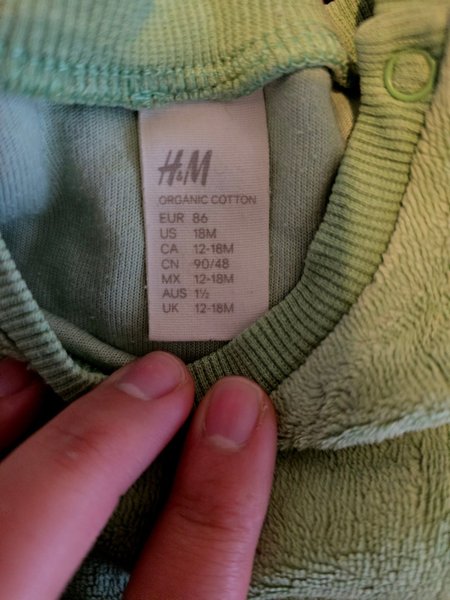 H&M
ORGANIC COTTON
EUR 86
US 18M
CA 12-18M
CN 90/48
MX 12-18M
AUS 1½
UK 12-18M